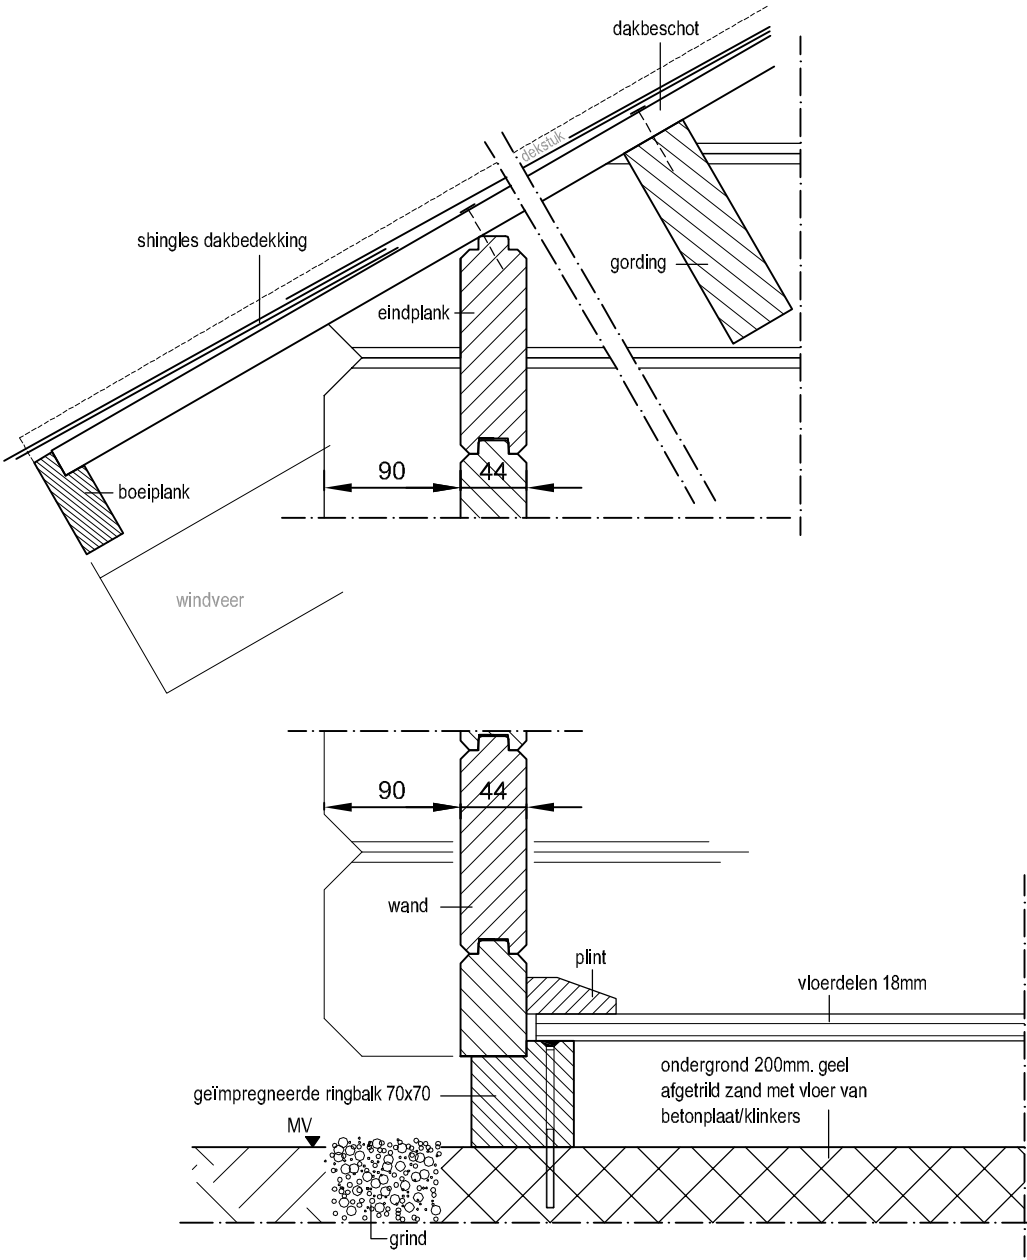 dakbeschot
dekstuk
shingles dakbedekking
gording
eindplank
90
44
boeiplank
windveer
90
44
wand
plint
vloerdelen 18mm
ondergrond 200mm. geel
afgetrild zand met vloer van
betonplaat/klinkers
geïmpregneerde ringbalk 70x70
MV
grind